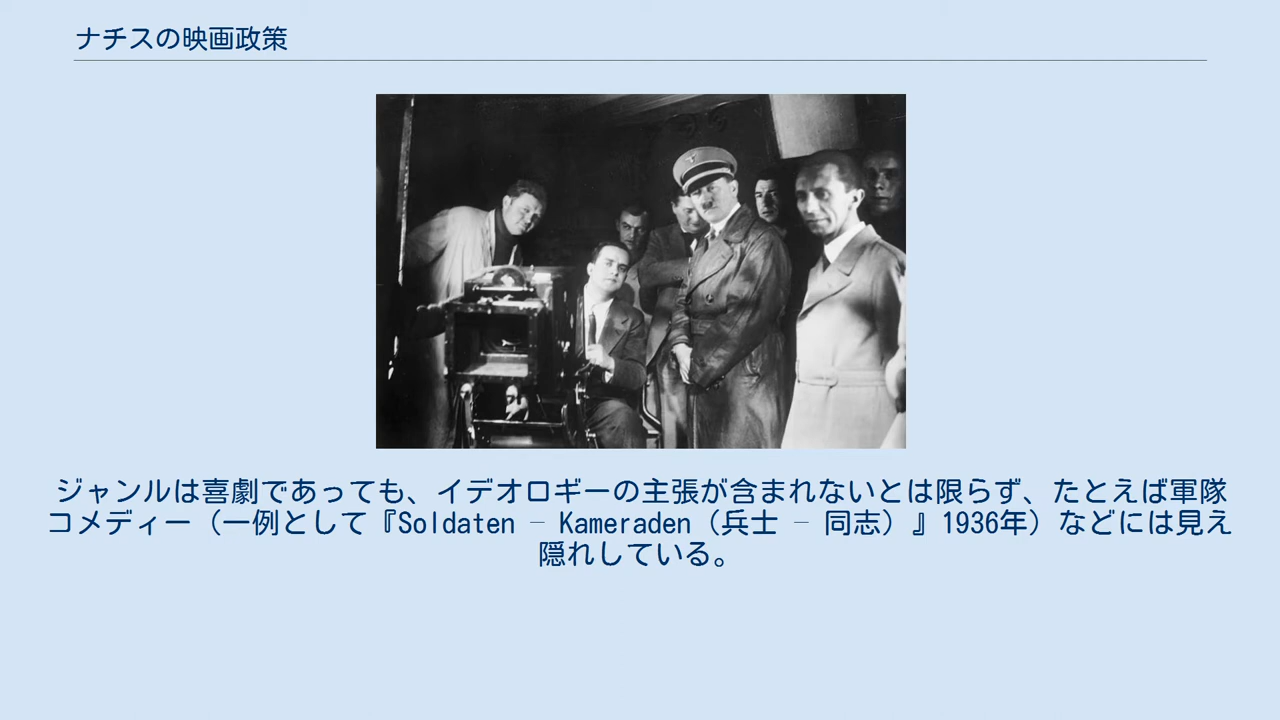 ナチスの映画政策
ジャンルは喜劇であっても、イデオロギーの主張が含まれないとは限らず、たとえば軍隊
コメディー（一例として『Soldaten – Kameraden（兵士 – 同志）』1936年）などには見え
隠れしている。